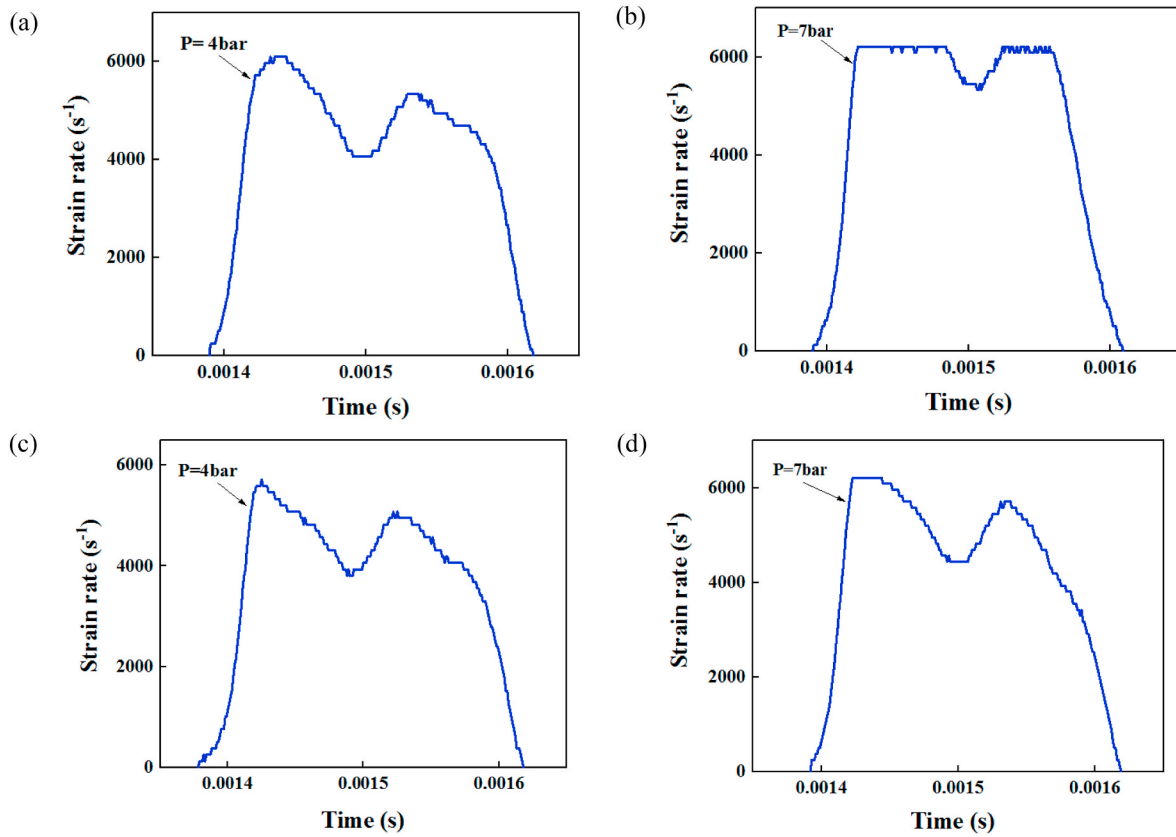 (a)
P= 4bar
6000
4000
2000
0
Strain rate (s⁻¹)
0.0014 0.0015 0.0016
Time (s)
(b)
P=7bar
6000
4000
2000
0
Strain rate (s⁻¹)
0.0014 0.0015 0.0016
Time (s)
(c)
P=4bar
6000
4000
2000
0
Strain rate (s⁻¹)
0.0014 0.0015 0.0016
Time (s)
(d)
P=7bar
6000
4000
2000
0
Strain rate (s⁻¹)
0.0014 0.0015 0.0016
Time (s)